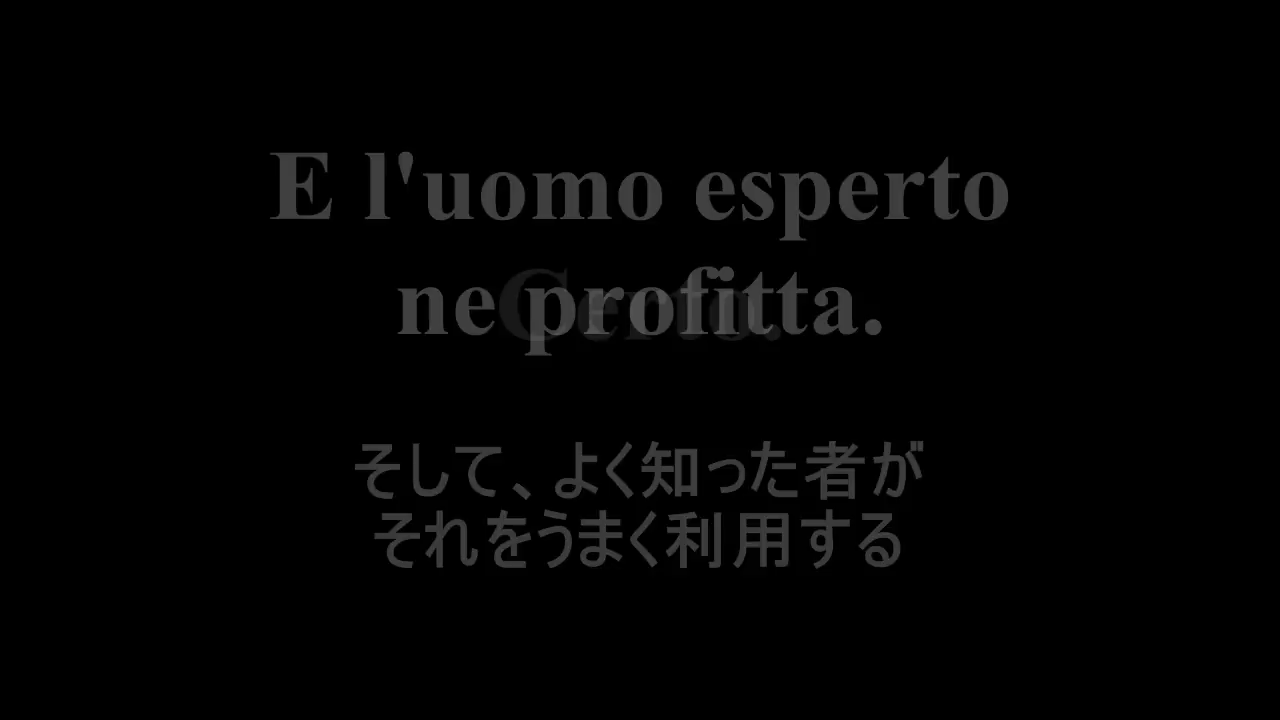 E l'uomo esperto
ne profitta.
Certo.
そして、よく知った者が
それをうまく利用する